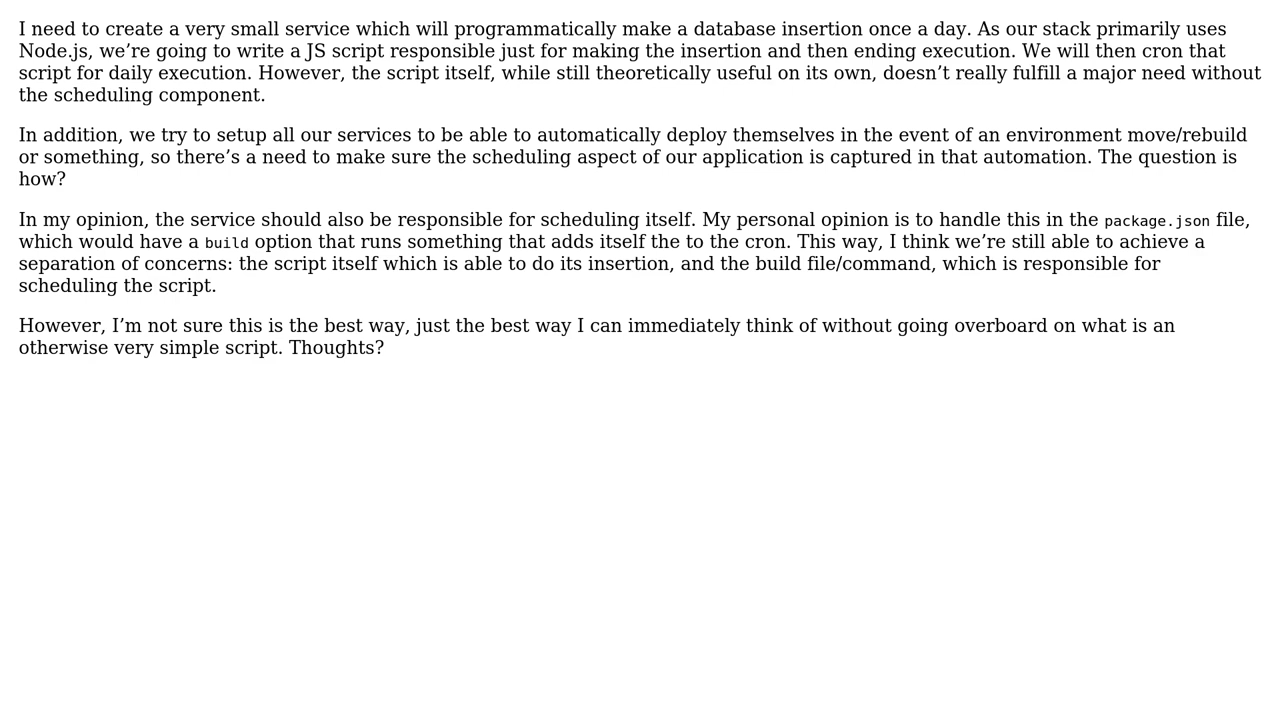 I need to create a very small service which will programmatically make a database insertion once a day. As our stack primarily uses
Node.js, we’re going to write a JS script responsible just for making the insertion and then ending execution. We will then cron that
script for daily execution. However, the script itself, while still theoretically useful on its own, doesn’t really fulfill a major need without
the scheduling component.
In addition, we try to setup all our services to be able to automatically deploy themselves in the event of an environment move/rebuild
or something, so there’s a need to make sure the scheduling aspect of our application is captured in that automation. The question is
how?
In my opinion, the service should also be responsible for scheduling itself. My personal opinion is to handle this in the package.json file,
which would have a build option that runs something that adds itself the to the cron. This way, I think we’re still able to achieve a
separation of concerns: the script itself which is able to do its insertion, and the build file/command, which is responsible for
scheduling the script.
However, I’m not sure this is the best way, just the best way I can immediately think of without going overboard on what is an
otherwise very simple script. Thoughts?